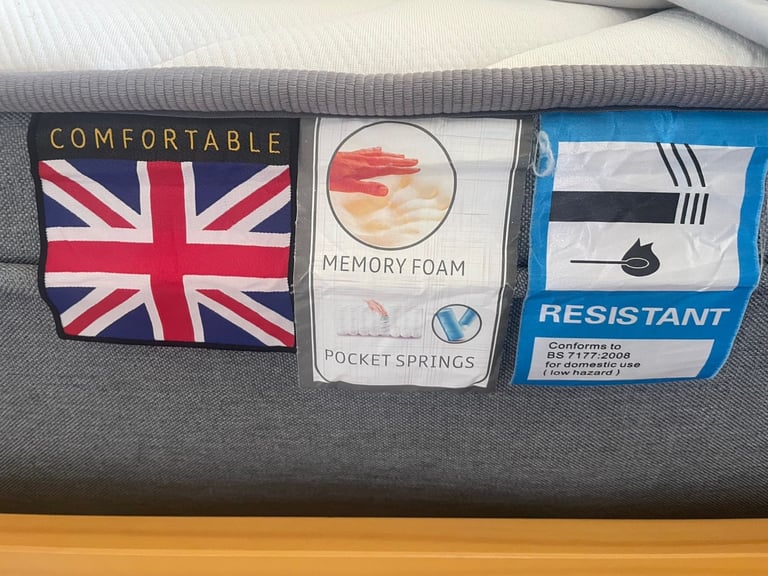 COMFORTABLE
MEMORY FOAM
POCKET SPRINGS
RESISTANT
Conforms to
BS 7177:2008
for domestic use
( low hazard )